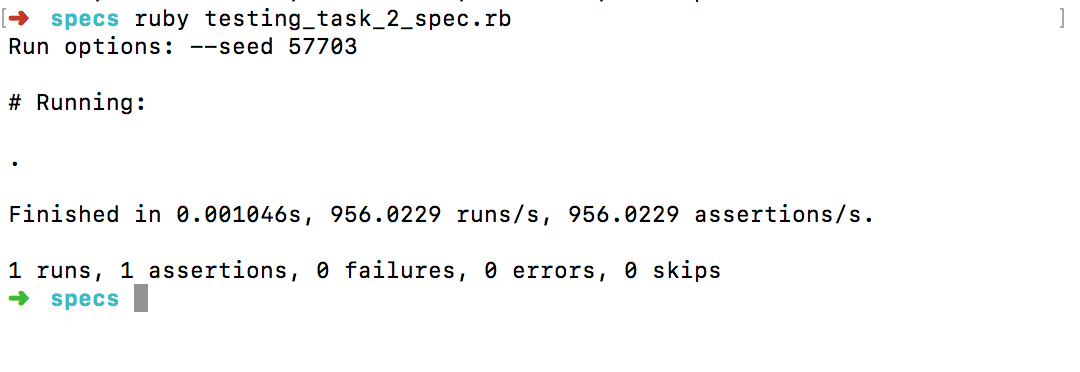 [➜ specs ruby testing_task_2_spec.rb ]
Run options: --seed 57703
# Running:
.
Finished in 0.001046s, 956.0229 runs/s, 956.0229 assertions/s.
1 runs, 1 assertions, 0 failures, 0 errors, 0 skips
➜ specs